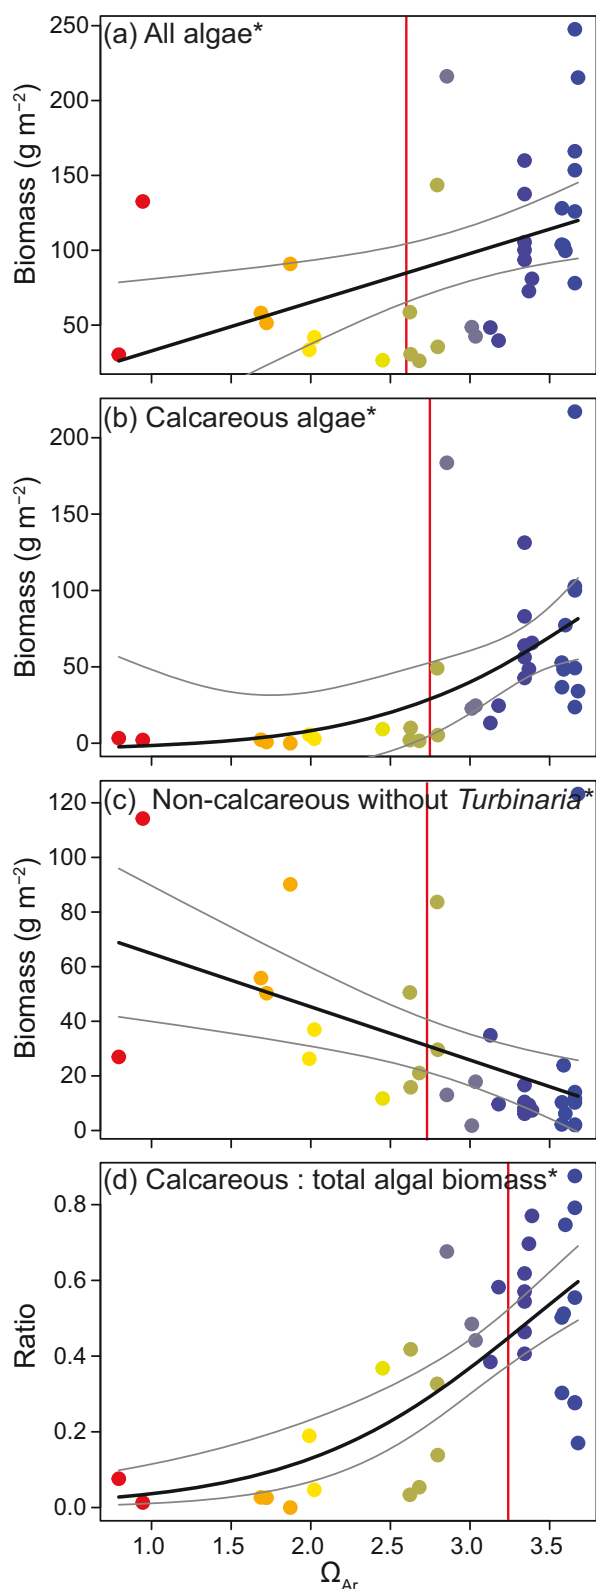 (a) All algae*
Biomass (g m⁻²)
250
200
150
100
50
(b) Calcareous algae*
Biomass (g m⁻²)
200
150
100
50
0
(c) Non-calcareous without Turbinaria*
Biomass (g m⁻²)
120
100
80
60
40
20
0
(d) Calcareous : total algal biomass*
Ratio
0.8
0.6
0.4
0.2
0.0
1.0 1.5 2.0 2.5 3.0 3.5
Ω_Ar